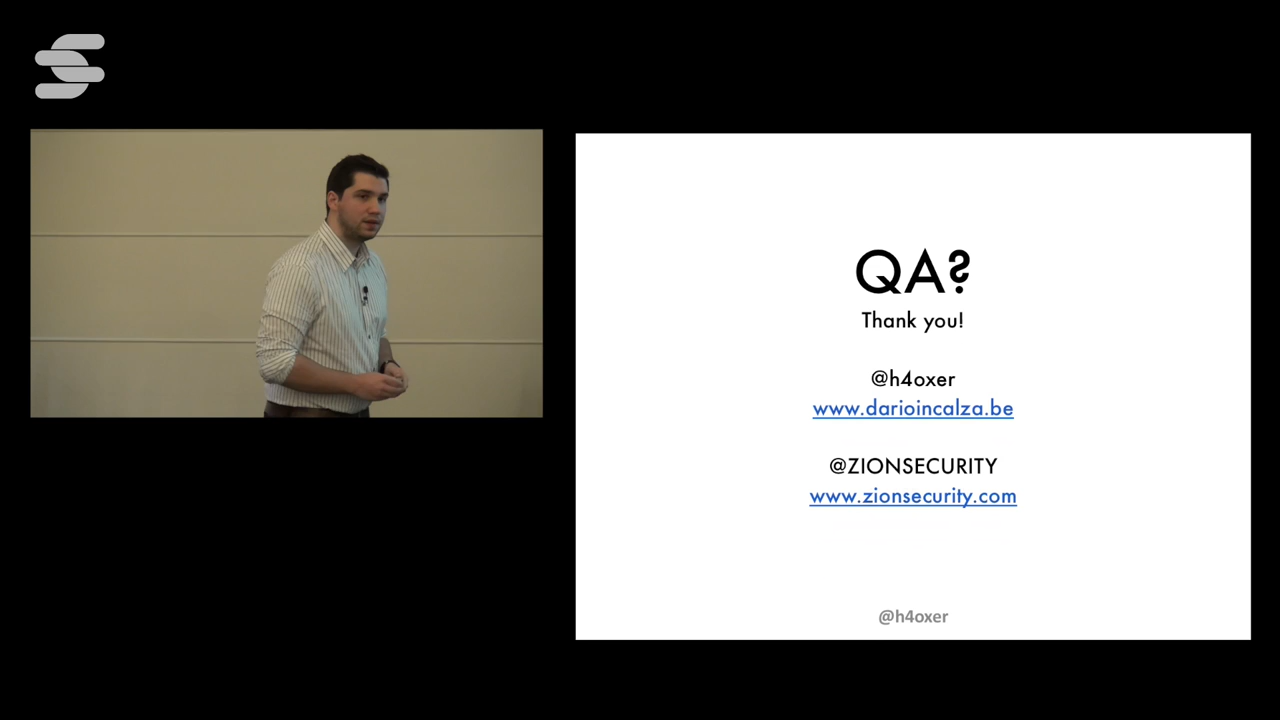 QA?
Thank you!
@h4oxer
www.darioincalza.be
@ZIONSECURITY
www.zionsecurity.com
@h4oxer